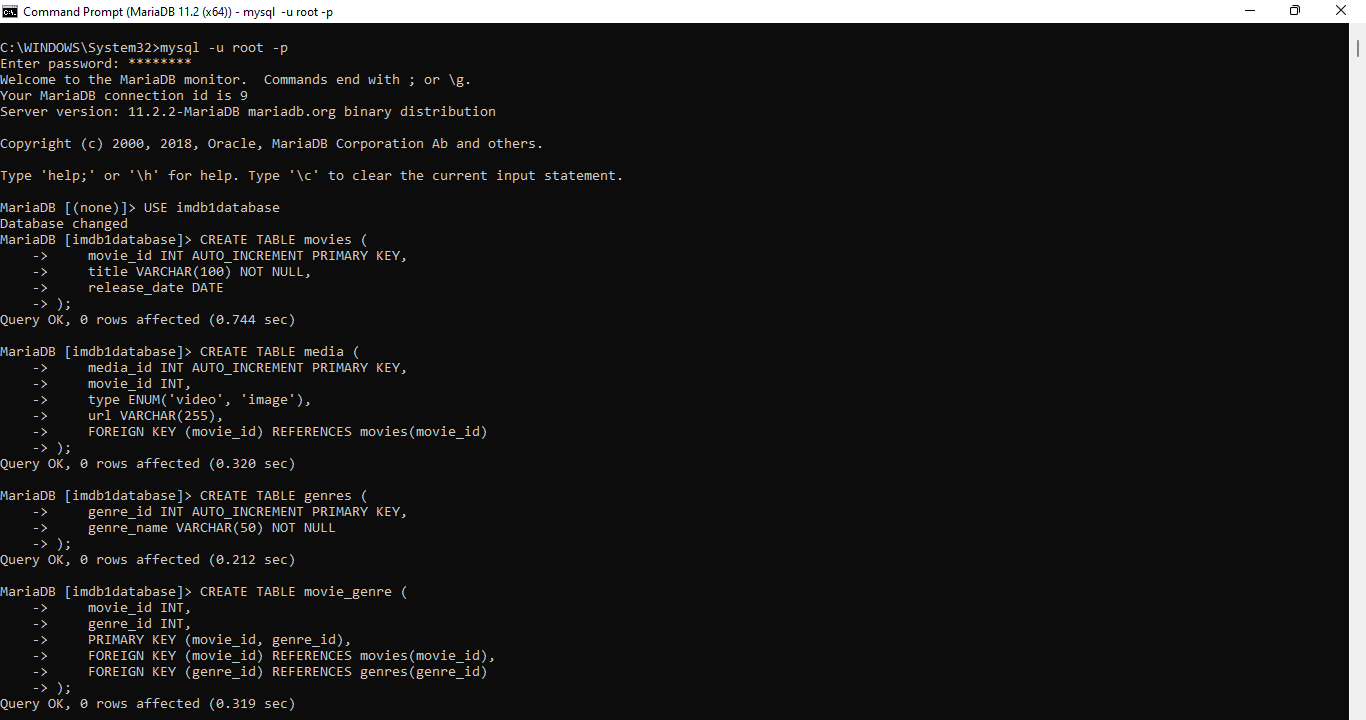 Command Prompt (MariaDB 11.2 (x64)) - mysql -u root -p
C:\WINDOWS\System32>mysql -u root -p
Enter password: ********
Welcome to the MariaDB monitor.  Commands end with ; or \g.
Your MariaDB connection id is 9
Server version: 11.2.2-MariaDB mariadb.org binary distribution
Copyright (c) 2000, 2018, Oracle, MariaDB Corporation Ab and others.
Type 'help;' or '\h' for help. Type '\c' to clear the current input statement.
MariaDB [(none)]> USE imdb1database
Database changed
MariaDB [imdb1database]> CREATE TABLE movies (
    ->     movie_id INT AUTO_INCREMENT PRIMARY KEY,
    ->     title VARCHAR(100) NOT NULL,
    ->     release_date DATE
    -> );
Query OK, 0 rows affected (0.744 sec)
MariaDB [imdb1database]> CREATE TABLE media (
    ->     media_id INT AUTO_INCREMENT PRIMARY KEY,
    ->     movie_id INT,
    ->     type ENUM('video', 'image'),
    ->     url VARCHAR(255),
    ->     FOREIGN KEY (movie_id) REFERENCES movies(movie_id)
    -> );
Query OK, 0 rows affected (0.320 sec)
MariaDB [imdb1database]> CREATE TABLE genres (
    ->     genre_id INT AUTO_INCREMENT PRIMARY KEY,
    ->     genre_name VARCHAR(50) NOT NULL
    -> );
Query OK, 0 rows affected (0.212 sec)
MariaDB [imdb1database]> CREATE TABLE movie_genre (
    ->     movie_id INT,
    ->     genre_id INT,
    ->     PRIMARY KEY (movie_id, genre_id),
    ->     FOREIGN KEY (movie_id) REFERENCES movies(movie_id),
    ->     FOREIGN KEY (genre_id) REFERENCES genres(genre_id)
    -> );
Query OK, 0 rows affected (0.319 sec)